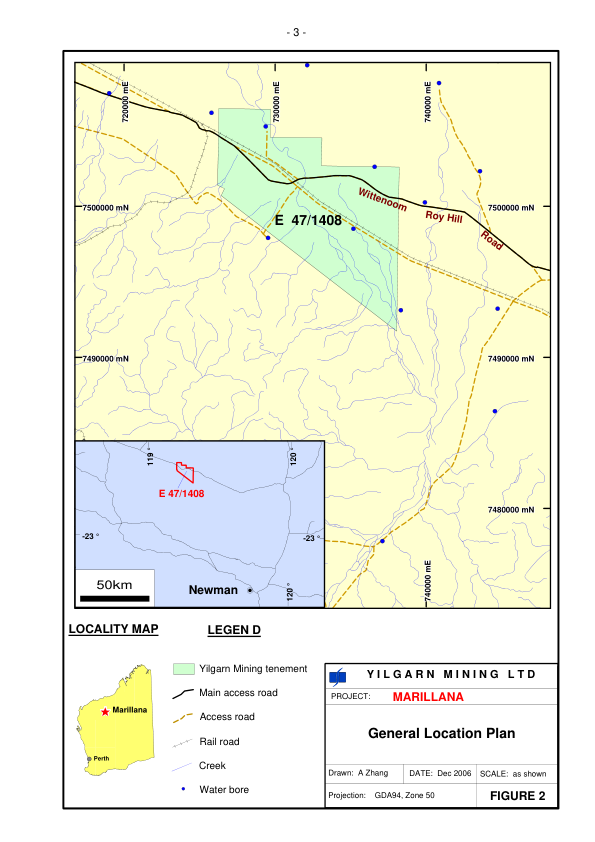 - 3 -
720000 mE
730000 mE
740000 mE
7500000 mN
7500000 mN
Wittenoom
Roy Hill
Road
E 47/1408
7490000 mN
7490000 mN
119 °
120 °
E 47/1408
7480000 mN
-23 °
-23 °
50km
Newman
120 °
740000 mE
LOCALITY MAP
LEGEN D
Marillana
Perth
Yilgarn Mining tenement
Main access road
Access road
Rail road
Creek
Water bore
YILGARN MINING LTD
PROJECT: MARILLANA
General Location Plan
Drawn: A Zhang DATE: Dec 2006 SCALE: as shown
Projection: GDA94, Zone 50 FIGURE 2